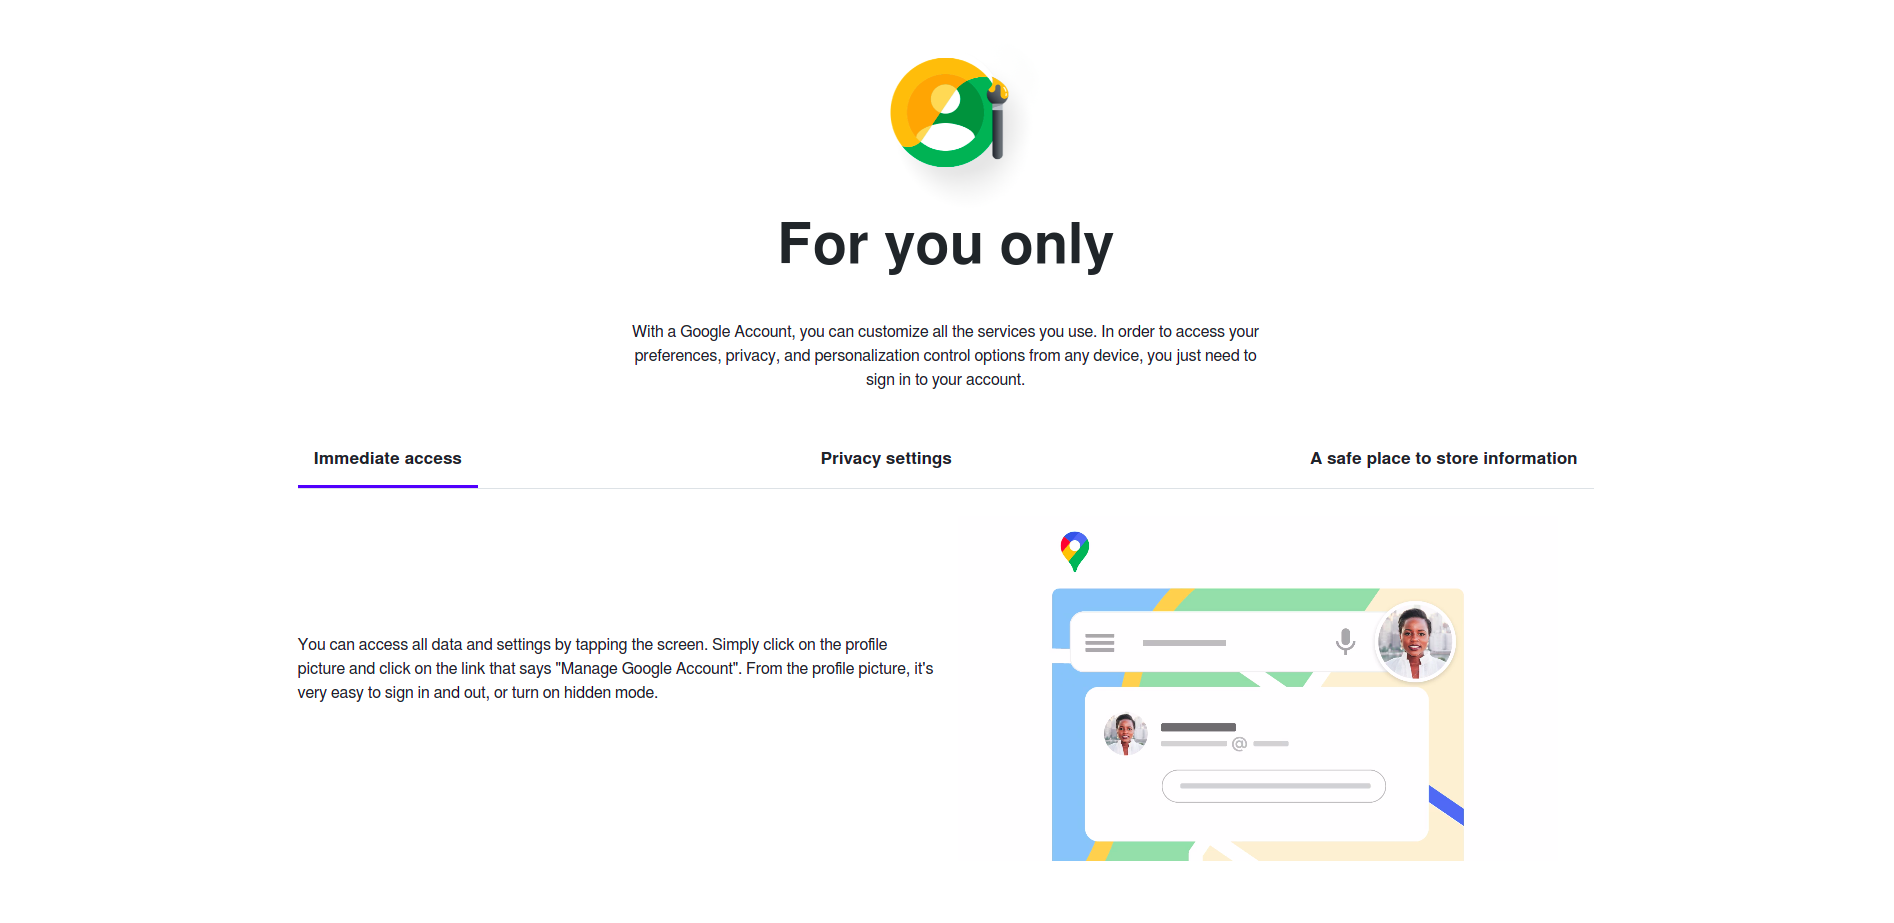 For you only
With a Google Account, you can customize all the services you use. In order to access your
preferences, privacy, and personalization control options from any device, you just need to
sign in to your account.
Immediate access
Privacy settings
A safe place to store information
You can access all data and settings by tapping the screen. Simply click on the profile
picture and click on the link that says "Manage Google Account". From the profile picture, it's
very easy to sign in and out, or turn on hidden mode.
@